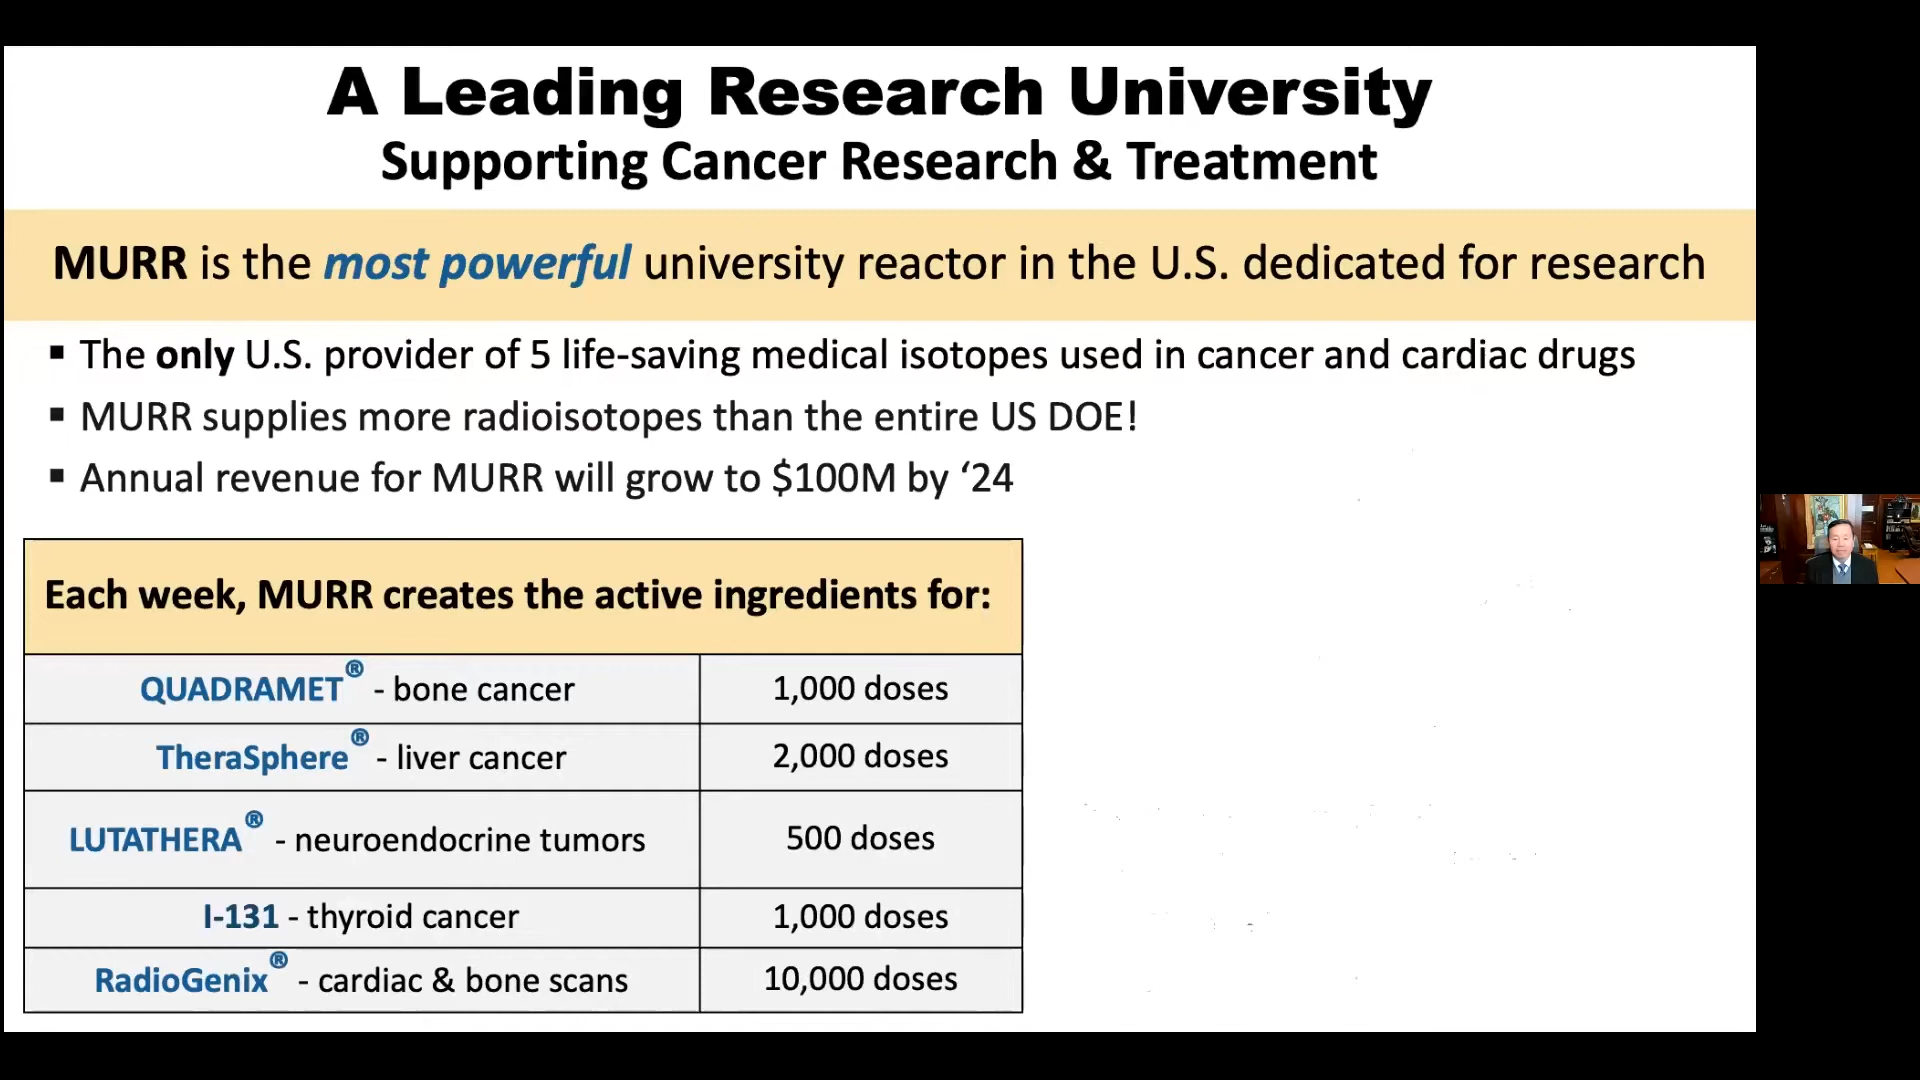 A Leading Research University
Supporting Cancer Research & Treatment
MURR is the most powerful university reactor in the U.S. dedicated for research
▪ The only U.S. provider of 5 life-saving medical isotopes used in cancer and cardiac drugs
▪ MURR supplies more radioisotopes than the entire US DOE!
▪ Annual revenue for MURR will grow to $100M by ‘24
Each week, MURR creates the active ingredients for:
QUADRAMET® - bone cancer 1,000 doses
TheraSphere® - liver cancer 2,000 doses
LUTATHERA® - neuroendocrine tumors 500 doses
I-131 - thyroid cancer 1,000 doses
RadioGenix® - cardiac & bone scans 10,000 doses